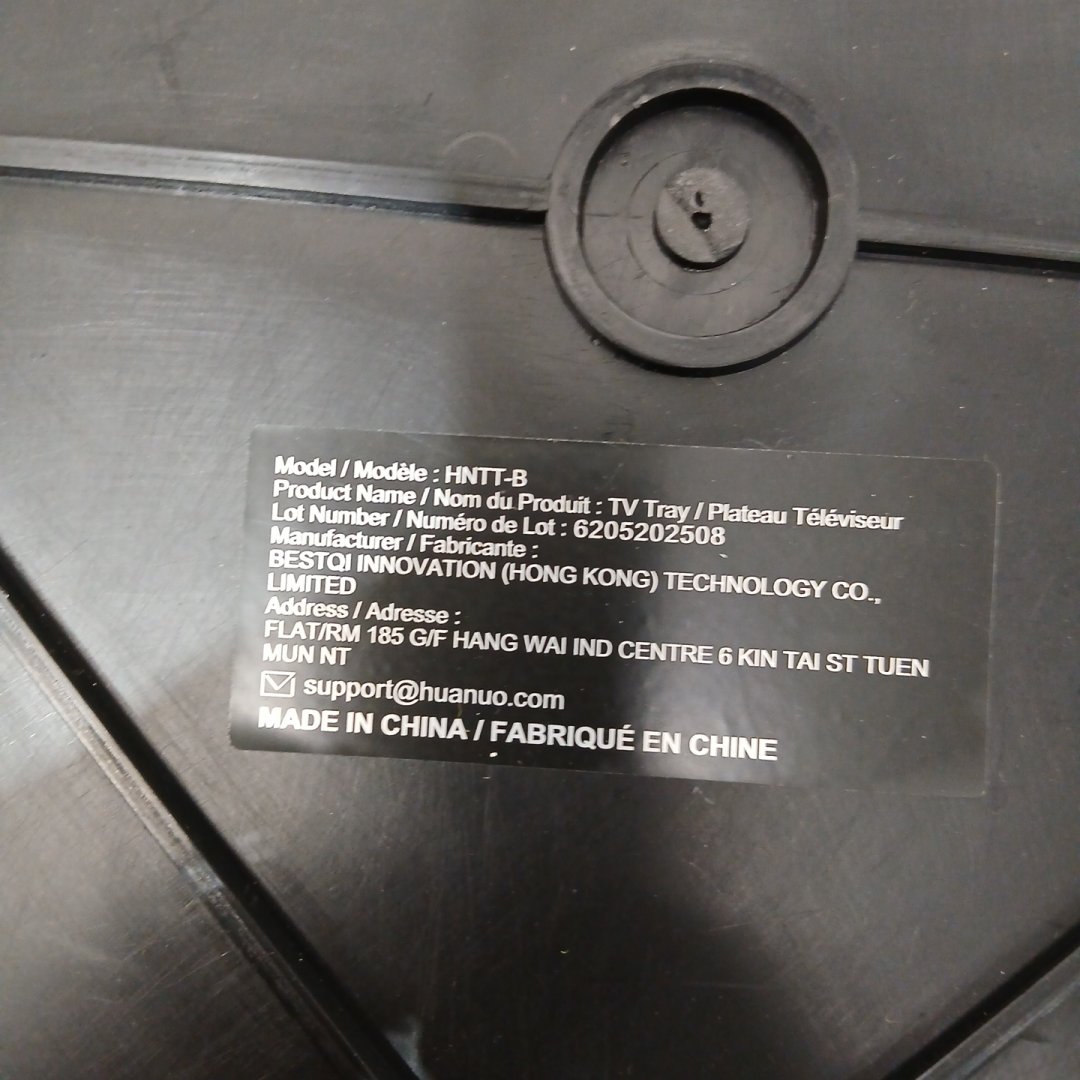 Model / Modèle : HNTT-B
Product Name / Nom du Produit : TV Tray / Plateau Téléviseur
Lot Number / Numéro de Lot : 6205202508
Manufacturer / Fabricante :
BESTQI INNOVATION (HONG KONG) TECHNOLOGY CO.,
LIMITED
Address / Adresse :
FLAT/RM 185 G/F HANG WAI IND CENTRE 6 KIN TAI ST TUEN
MUN NT
support@huanuo.com
MADE IN CHINA / FABRIQUÉ EN CHINE